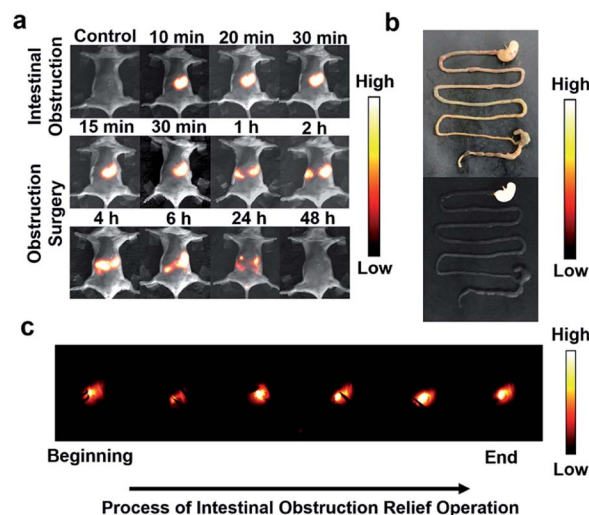 a
Intestinal
Obstruction
Control 10 min 20 min 30 min
Obstruction
Surgery
15 min 30 min 1 h 2 h
4 h 6 h 24 h 48 h
High
Low
b
High
Low
c
High
Low
Beginning
End
Process of Intestinal Obstruction Relief Operation